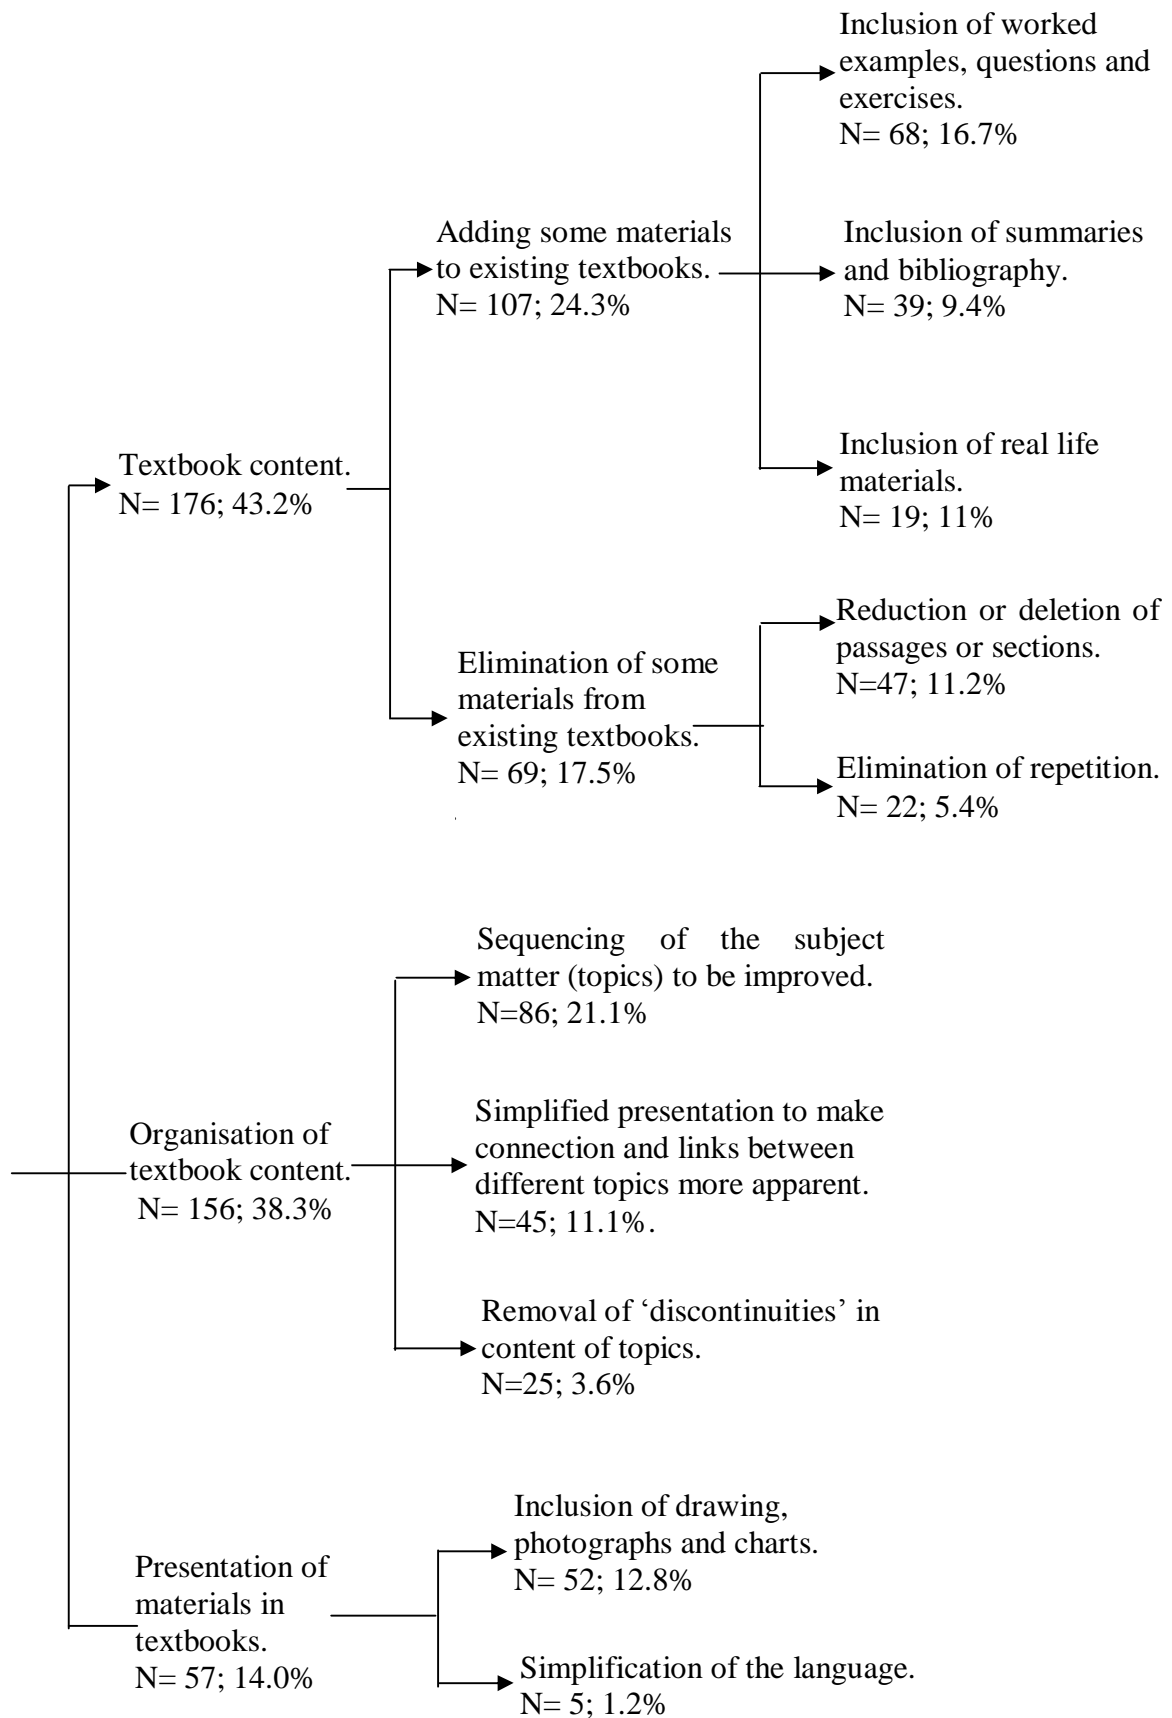 Inclusion of worked
examples, questions and
exercises.
N= 68; 16.7%
Adding some materials
to existing textbooks.
N= 107; 24.3%
Inclusion of summaries
and bibliography.
N= 39; 9.4%
Textbook content.
N= 176; 43.2%
Inclusion of real life
materials.
N= 19; 11%
Elimination of some
materials from
existing textbooks.
N= 69; 17.5%
Reduction or deletion of
passages or sections.
N=47; 11.2%
Elimination of repetition.
N= 22; 5.4%
Sequencing of the subject
matter (topics) to be improved.
N=86; 21.1%
Organisation of
textbook content.
N= 156; 38.3%
Simplified presentation to make
connection and links between
different topics more apparent.
N=45; 11.1%.
Removal of ‘discontinuities’ in
content of topics.
N=25; 3.6%
Presentation of
materials in
textbooks.
N= 57; 14.0%
Inclusion of drawing,
photographs and charts.
N= 52; 12.8%
Simplification of the language.
N= 5; 1.2%